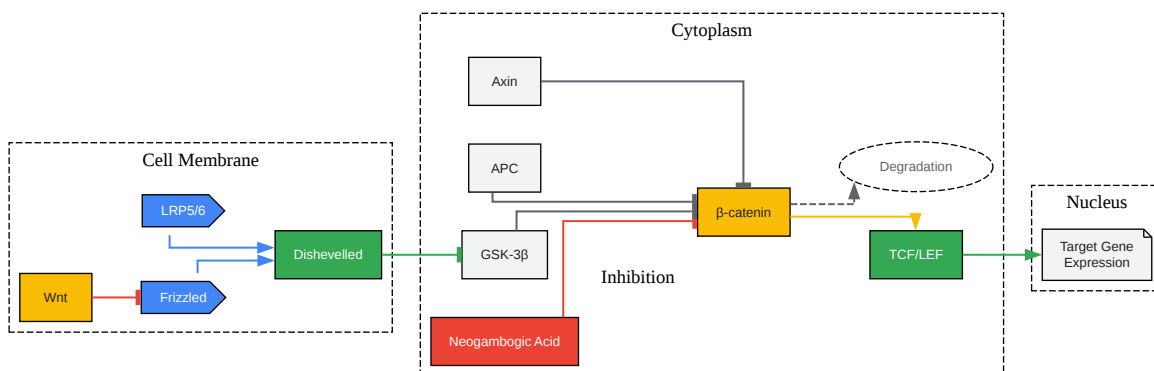 Cytoplasm
Axin
Cell Membrane
APC
Degradation
LRP5/6
β-catenin
Nucleus
Dishevelled
GSK-3β
TCF/LEF
Target Gene
Expression
Inhibition
Wnt
Frizzled
Neogambogic Acid